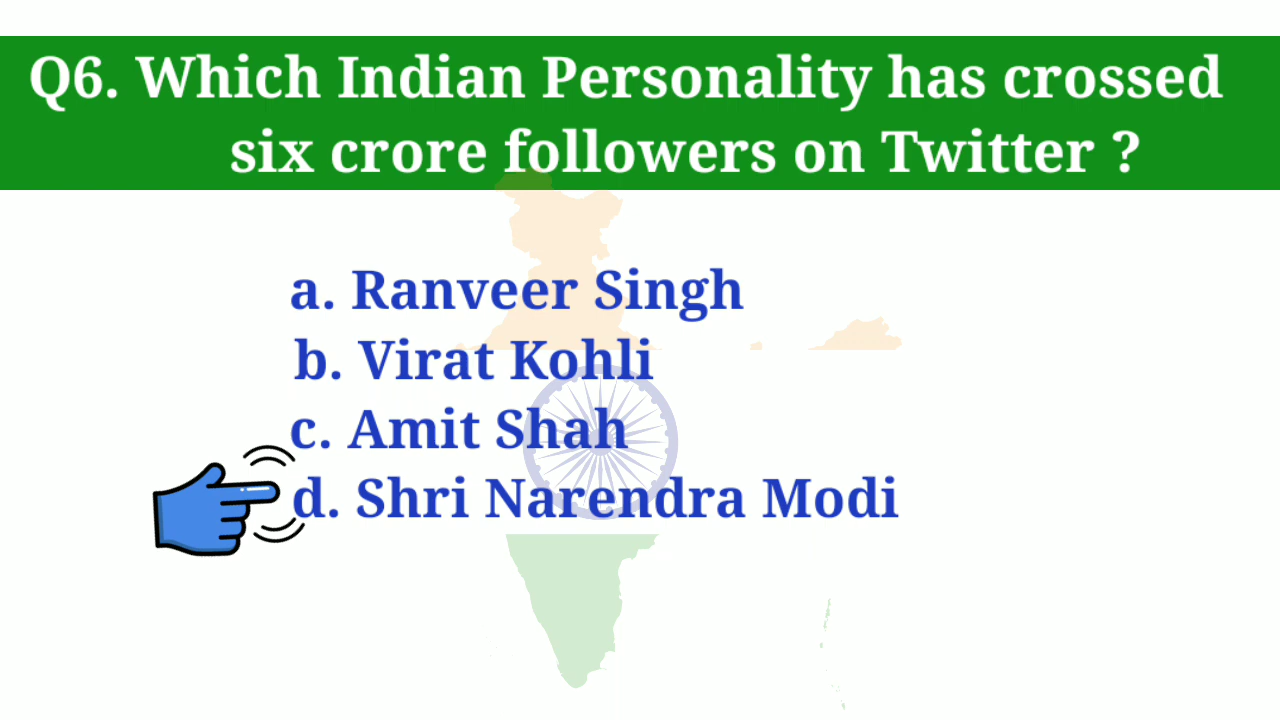 Q6. Which Indian Personality has crossed
six crore followers on Twitter ?
a. Ranveer Singh
b. Virat Kohli
c. Amit Shah
d. Shri Narendra Modi